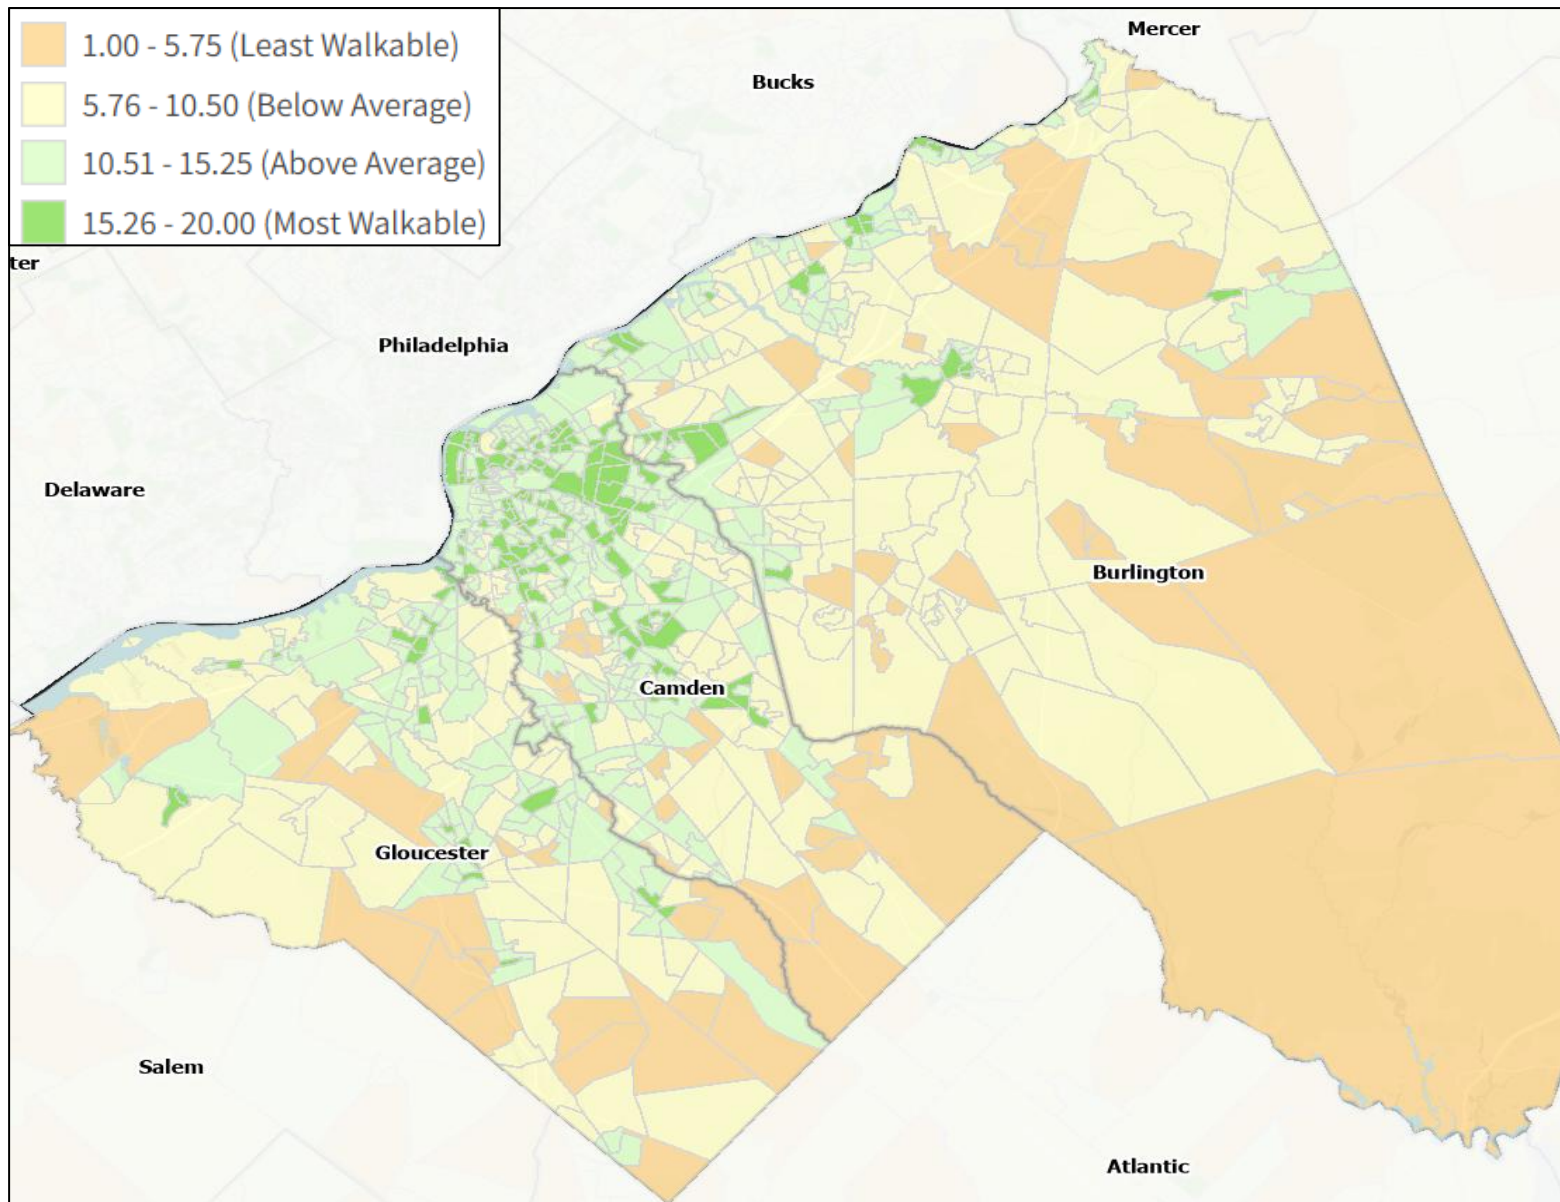 1.00 - 5.75 (Least Walkable)
5.76 - 10.50 (Below Average)
10.51 - 15.25 (Above Average)
15.26 - 20.00 (Most Walkable)
Mercer
Bucks
ter
Philadelphia
Delaware
Burlington
Camden
Gloucester
Salem
Atlantic